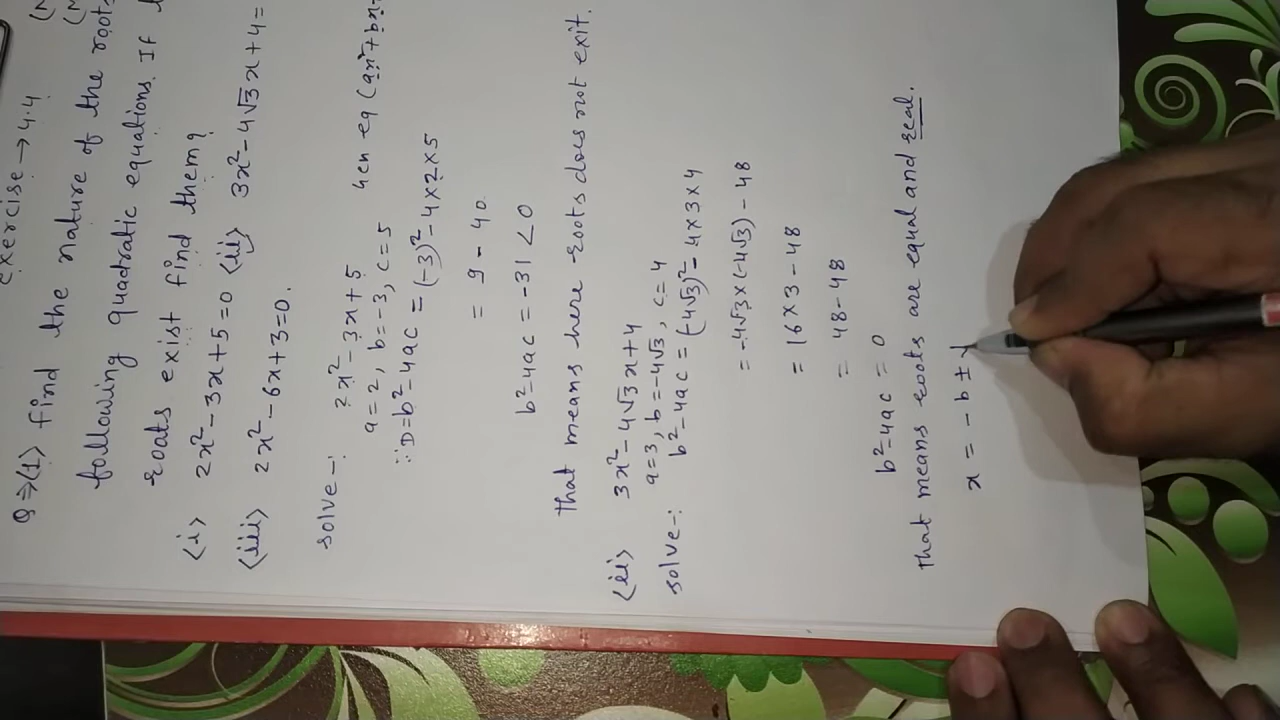 exercise → 4.4
Q ⇒ (1) find the nature of the roots
following quadratic equations. If
roats exist find them?
(i) 2x² - 3x + 5 = 0 (ii) 3x² - 4√3x + 4 =
(iii) 2x² - 6x + 3 = 0.
solve -: 2x² - 3x + 5 eq (ax² + bx
a = 2, b = -3, c = 5
∵ D = b² - 4ac = (-3)² - 4×2×5
= 9 - 40
b² - 4ac = -31 < 0
that means here roots does not exit.
(ii) 3x² - 4√3x + 4
solve -: a = 3, b = -4√3, c = 4
b² - 4ac = (-4√3)² - 4×3×4
= -4√3 × (-4√3) - 48
= 16 × 3 - 48
= 48 - 48
b² - 4ac = 0
that means roots are equal and real.
x = -b ±